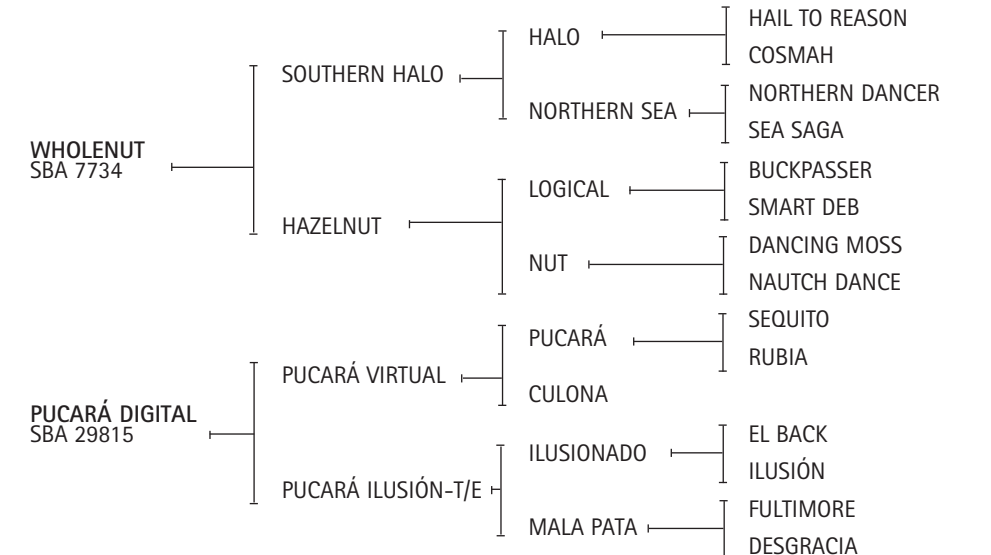 HAIL TO REASON
HALO
COSMAH
SOUTHERN HALO
NORTHERN DANCER
NORTHERN SEA
SEA SAGA
WHOLENUT
SBA 7734
BUCKPASSER
LOGICAL
SMART DEB
HAZELNUT
DANCING MOSS
NUT
NAUTCH DANCE
SEQUITO
PUCARÁ
RUBIA
PUCARÁ VIRTUAL
CULONA
PUCARÁ DIGITAL
SBA 29815
EL BACK
ILUSIONADO
ILUSIÓN
PUCARÁ ILUSIÓN-T/E
FULTIMORE
MALA PATA
DESGRACIA